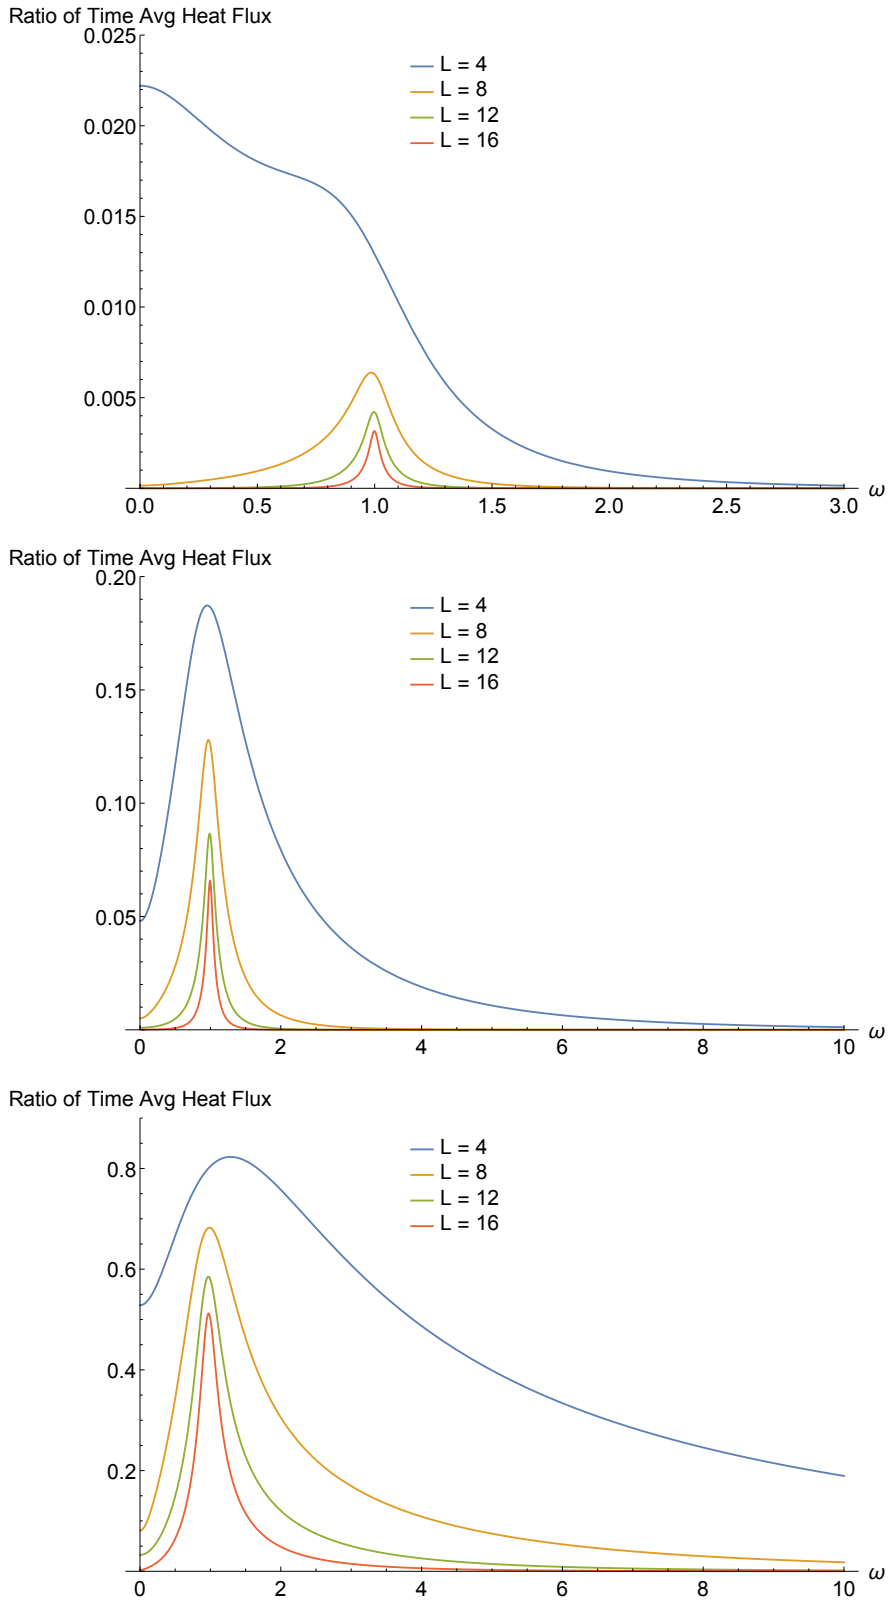 Ratio of Time Avg Heat Flux
0.025
L = 4
L = 8
0.020
L = 12
L = 16
0.015
0.010
0.005
0.0 0.5 1.0 1.5 2.0 2.5 3.0 ω
Ratio of Time Avg Heat Flux
0.20
L = 4
L = 8
L = 12
L = 16
0.15
0.10
0.05
0 2 4 6 8 10 ω
Ratio of Time Avg Heat Flux
L = 4
0.8
L = 8
L = 12
L = 16
0.6
0.4
0.2
0 2 4 6 8 10 ω